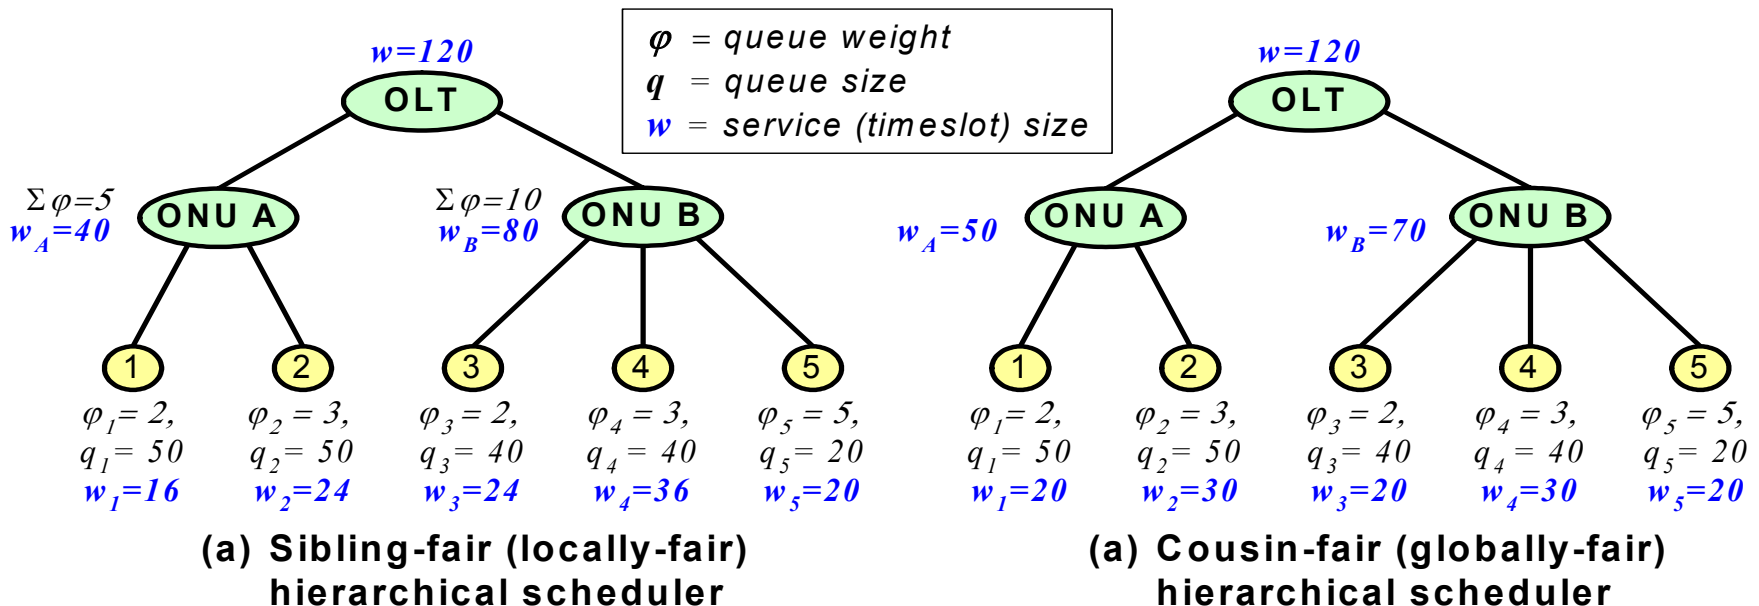 φ = queue weight
q = queue size
w = service (timeslot) size
w=120
OLT
Σφ=5
w_A=40
ONU A
Σφ=10
w_B=80
ONU B
1
2
3
4
5
φ_1 = 2,
q_1 = 50
w_1=16
φ_2 = 3,
q_2 = 50
w_2=24
φ_3 = 2,
q_3 = 40
w_3=24
φ_4 = 3,
q_4 = 40
w_4=36
φ_5 = 5,
q_5 = 20
w_5=20
(a) Sibling-fair (locally-fair)
hierarchical scheduler
w=120
OLT
w_A=50
ONU A
w_B=70
ONU B
1
2
3
4
5
φ_1 = 2,
q_1 = 50
w_1=20
φ_2 = 3,
q_2 = 50
w_2=30
φ_3 = 2,
q_3 = 40
w_3=20
φ_4 = 3,
q_4 = 40
w_4=30
φ_5 = 5,
q_5 = 20
w_5=20
(a) Cousin-fair (globally-fair)
hierarchical scheduler